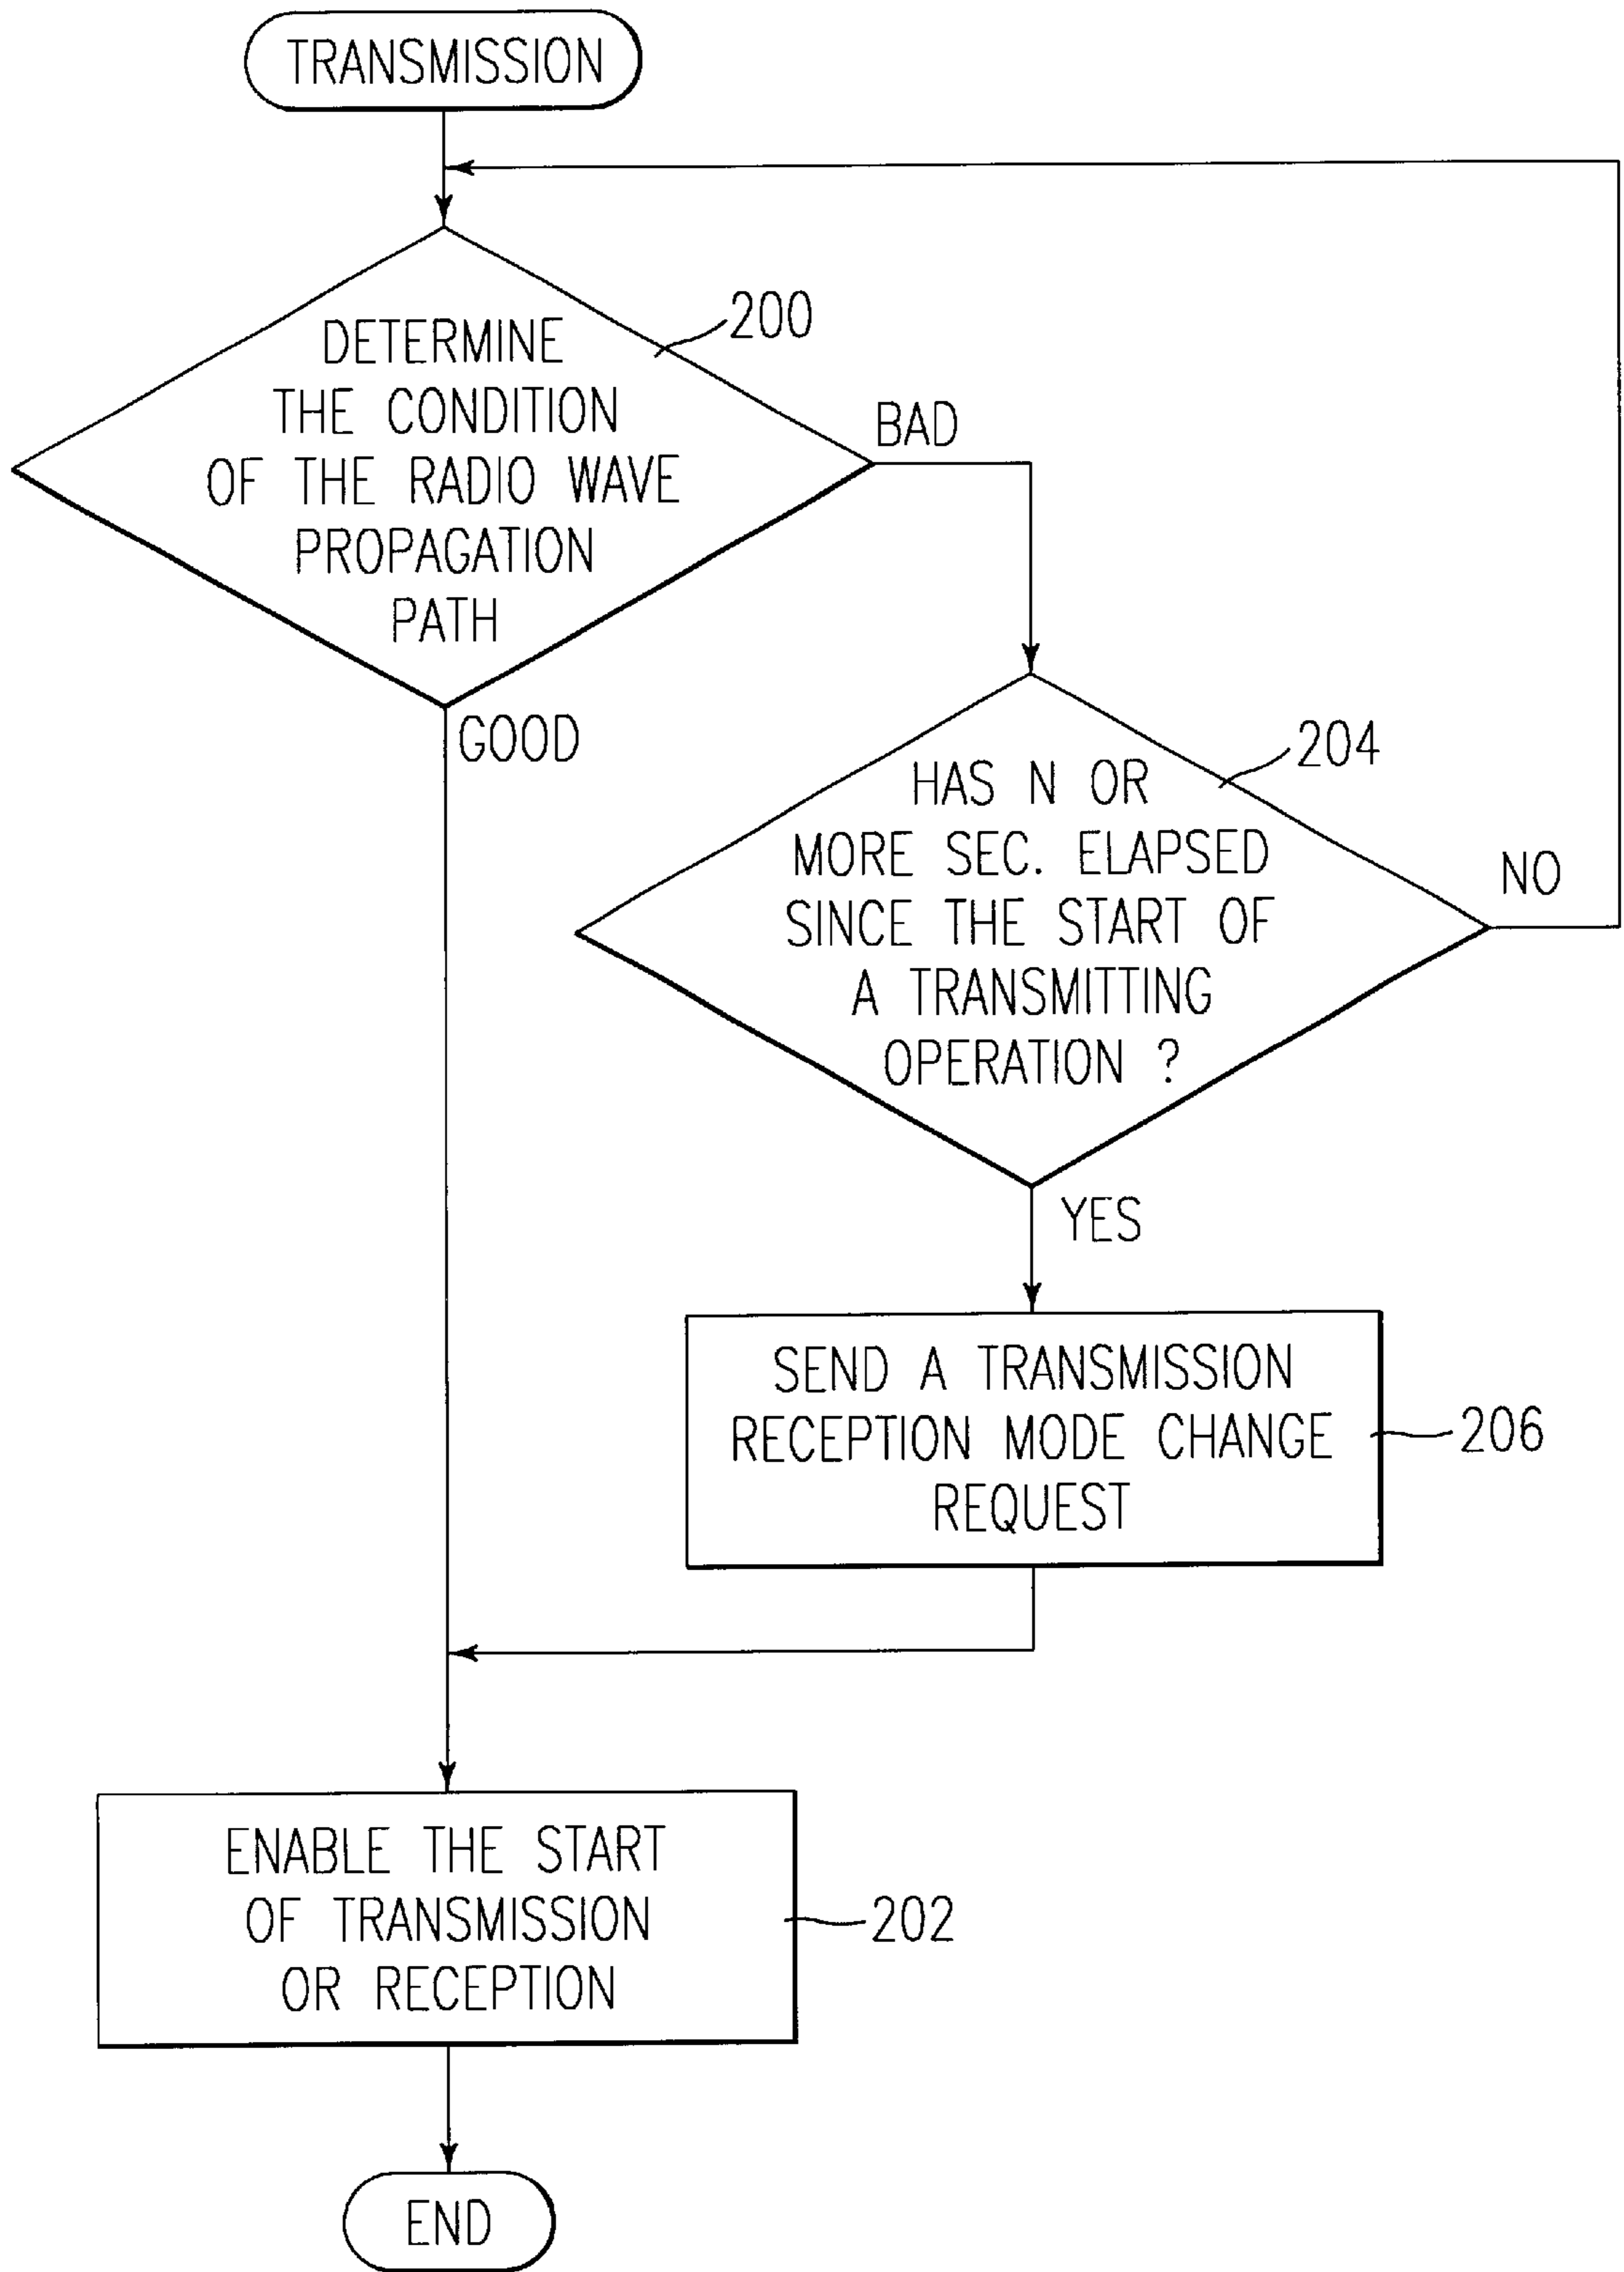 TRANSMISSION
200
DETERMINE
THE CONDITION
OF THE RADIO WAVE
PROPAGATION
PATH
BAD
GOOD
204
HAS N OR
MORE SEC. ELAPSED
SINCE THE START OF
A TRANSMITTING
OPERATION ?
NO
YES
SEND A TRANSMISSION
RECEPTION MODE CHANGE
REQUEST
206
ENABLE THE START
OF TRANSMISSION
OR RECEPTION
202
END